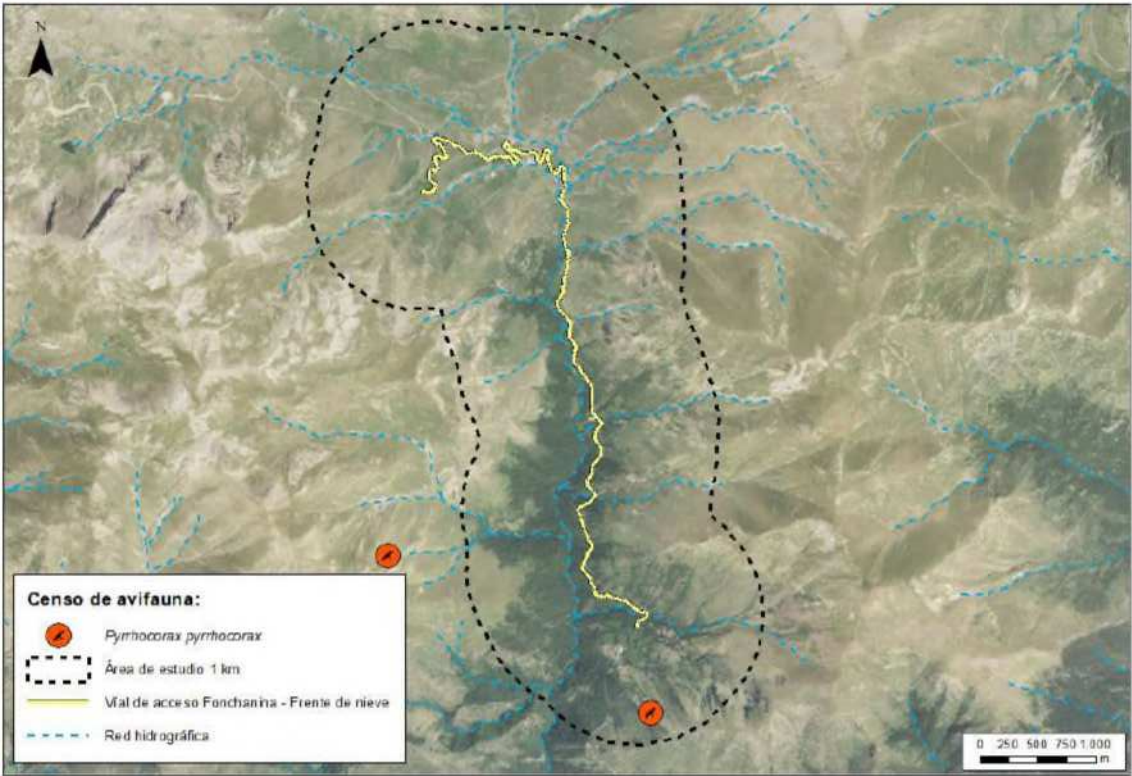 N
Censo de avifauna:
Pyrrhocorax pyrrhocorax
Área de estudio 1 km
Vial de acceso Fonchanina - Frente de nieve
Red hidrográfica
0 250 500 750 1.000
m